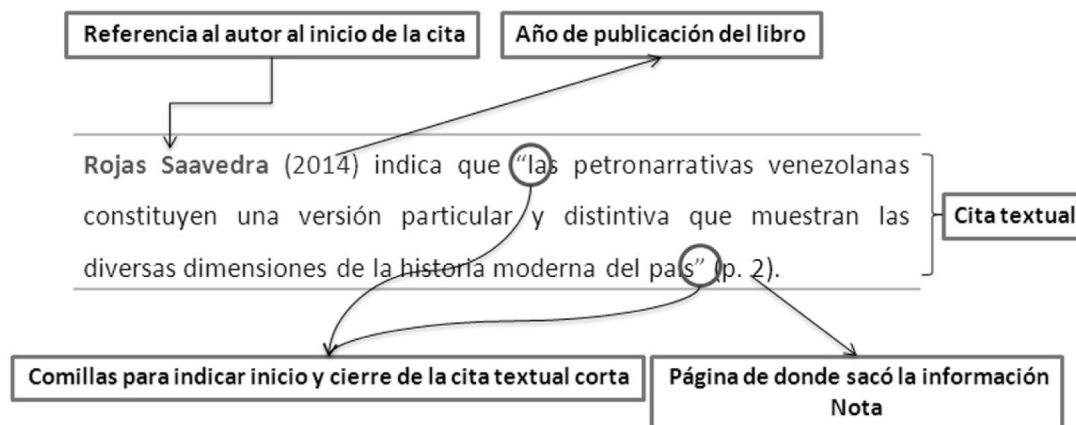 Referencia al autor al inicio de la cita
Año de publicación del libro
Rojas Saavedra (2014) indica que “las petronarrativas venezolanas
constituyen una versión particular y distintiva que muestran las
diversas dimensiones de la historia moderna del país” (p. 2).
Cita textual
Comillas para indicar inicio y cierre de la cita textual corta
Página de donde sacó la información
Nota